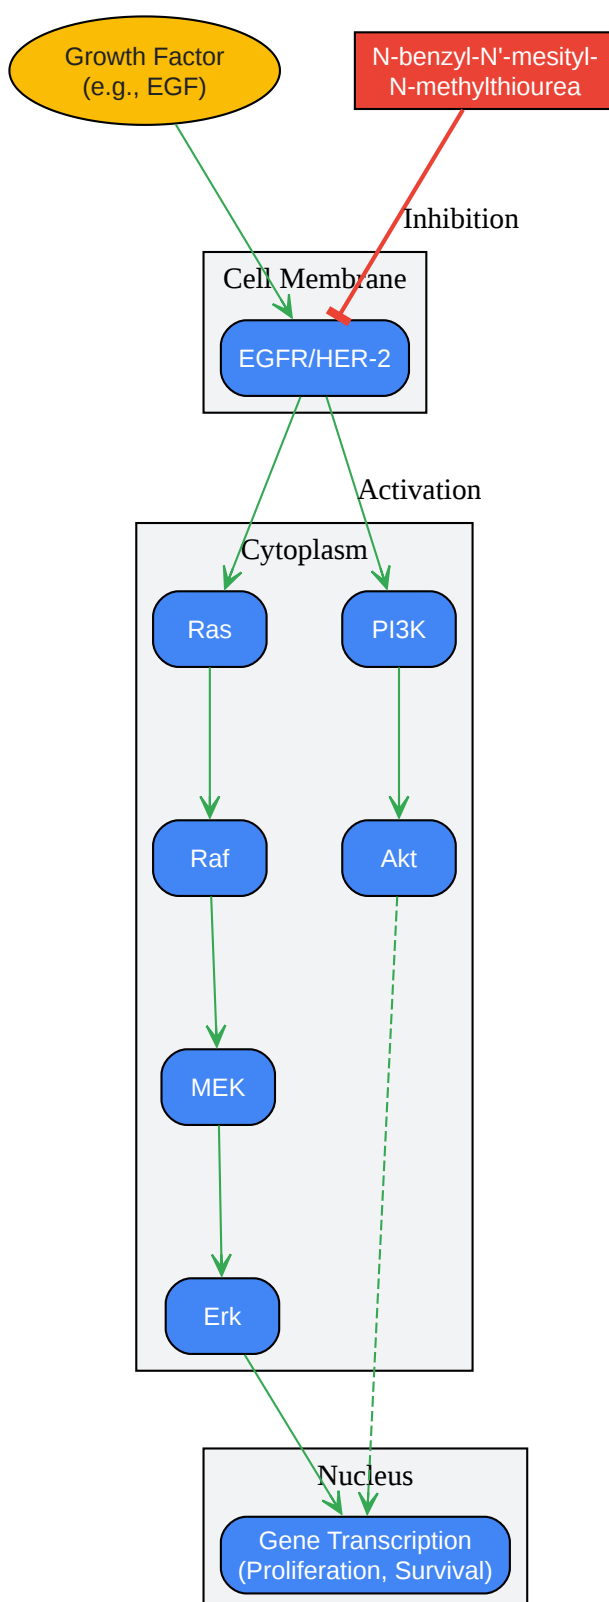 Growth Factor
(e.g., EGF)
N-benzyl-N'-mesityl-
N-methylthiourea
Inhibition
Cell Membrane
EGFR/HER-2
Activation
Cytoplasm
Ras
PI3K
Raf
Akt
MEK
Erk
Nucleus
Gene Transcription
(Proliferation, Survival)